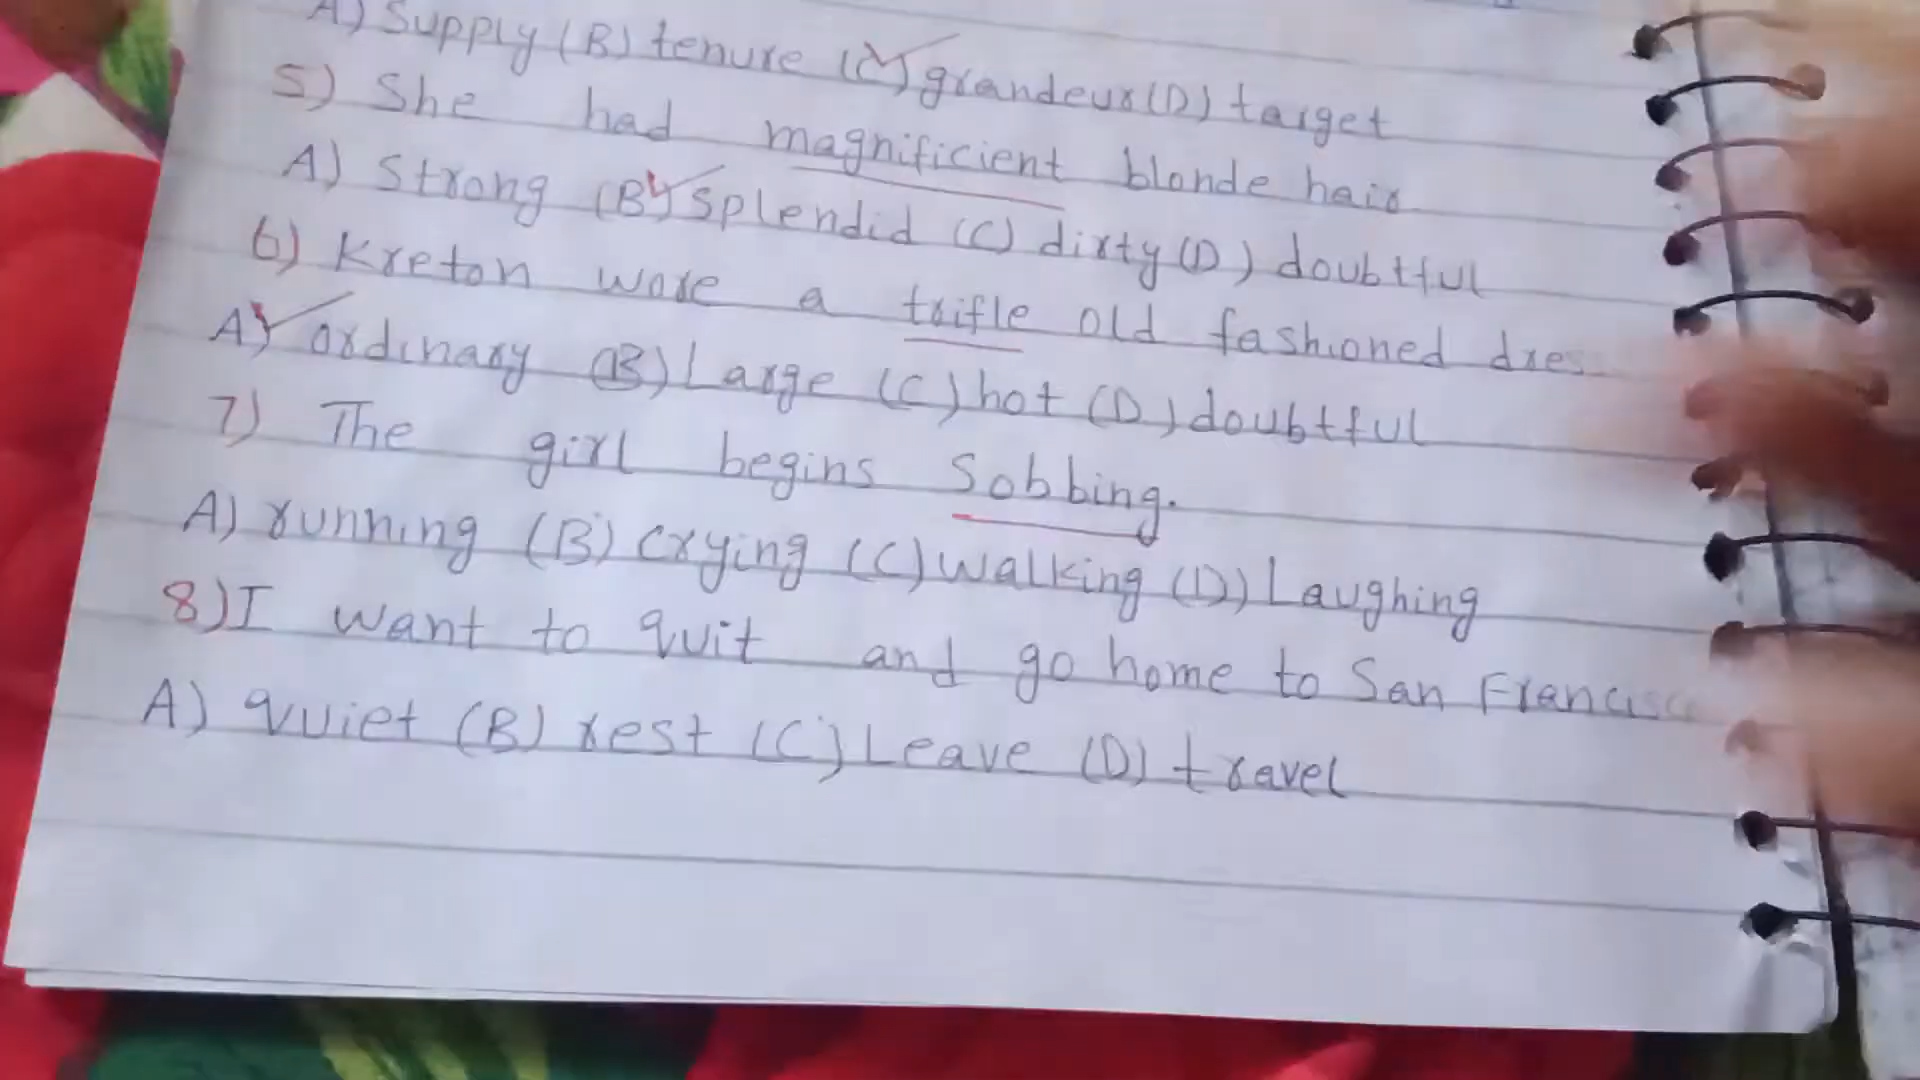 A) Supply (B) tenure (C) grandeur (D) target
5) She had magnificient blonde hair
A) Strong (B) Splendid (C) dirty (D) doubtful
6) Kreton wore a trifle old fashioned dres
A) ordinary (B) Large (C) hot (D) doubtful
7) The girl begins Sobbing.
A) running (B) crying (C) walking (D) Laughing
8) I want to quit and go home to San Francisc
A) quiet (B) rest (C) Leave (D) travel